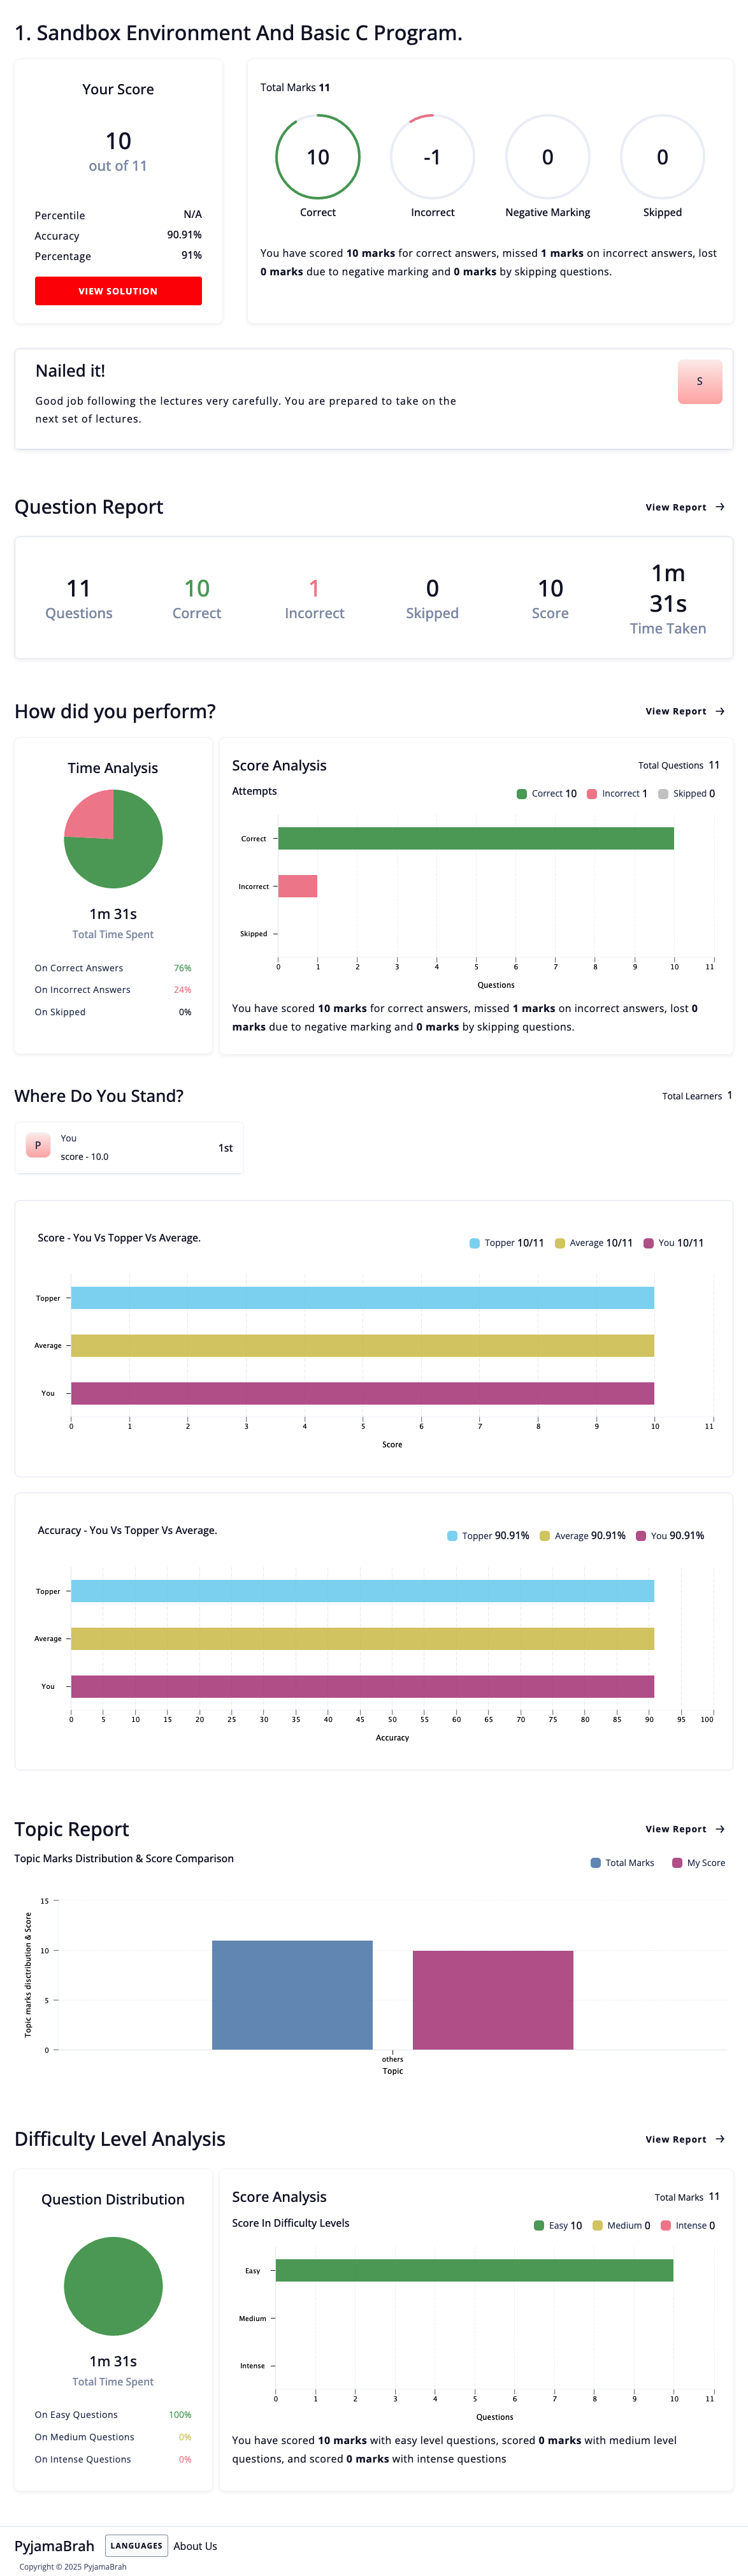 1. Sandbox Environment And Basic C Program.
Your Score
10
out of 11
Percentile N/A
Accuracy 90.91%
Percentage 91%
VIEW SOLUTION
Total Marks 11
10 -1 0 0
Correct Incorrect Negative Marking Skipped
You have scored 10 marks for correct answers, missed 1 marks on incorrect answers, lost
0 marks due to negative marking and 0 marks by skipping questions.
Nailed it!
Good job following the lectures very carefully. You are prepared to take on the
next set of lectures.
S
Question Report
View Report
11 10 1 0 10 1m
31s
Questions Correct Incorrect Skipped Score Time Taken
How did you perform?
View Report
Time Analysis
1m 31s
Total Time Spent
On Correct Answers 76%
On Incorrect Answers 24%
On Skipped 0%
Score Analysis
Total Questions 11
Attempts
Correct 10 Incorrect 1 Skipped 0
Correct
Incorrect
Skipped
0 1 2 3 4 5 6 7 8 9 10 11
Questions
You have scored 10 marks for correct answers, missed 1 marks on incorrect answers, lost 0
marks due to negative marking and 0 marks by skipping questions.
Where Do You Stand?
Total Learners 1
P
You
score - 10.0
1st
Score - You Vs Topper Vs Average.
Topper 10/11 Average 10/11 You 10/11
Topper
Average
You
0 1 2 3 4 5 6 7 8 9 10 11
Score
Accuracy - You Vs Topper Vs Average.
Topper 90.91% Average 90.91% You 90.91%
Topper
Average
You
0 5 10 15 20 25 30 35 40 45 50 55 60 65 70 75 80 85 90 95 100
Accuracy
Topic Report
View Report
Topic Marks Distribution & Score Comparison
Total Marks My Score
Topic marks disctribution & Score
15
10
5
0
others
Topic
Difficulty Level Analysis
View Report
Question Distribution
1m 31s
Total Time Spent
On Easy Questions 100%
On Medium Questions 0%
On Intense Questions 0%
Score Analysis
Total Marks 11
Score In Difficulty Levels
Easy 10 Medium 0 Intense 0
Easy
Medium
Intense
0 1 2 3 4 5 6 7 8 9 10 11
Questions
You have scored 10 marks with easy level questions, scored 0 marks with medium level
questions, and scored 0 marks with intense questions
PyjamaBrah LANGUAGES About Us
Copyright © 2025 PyjamaBrah